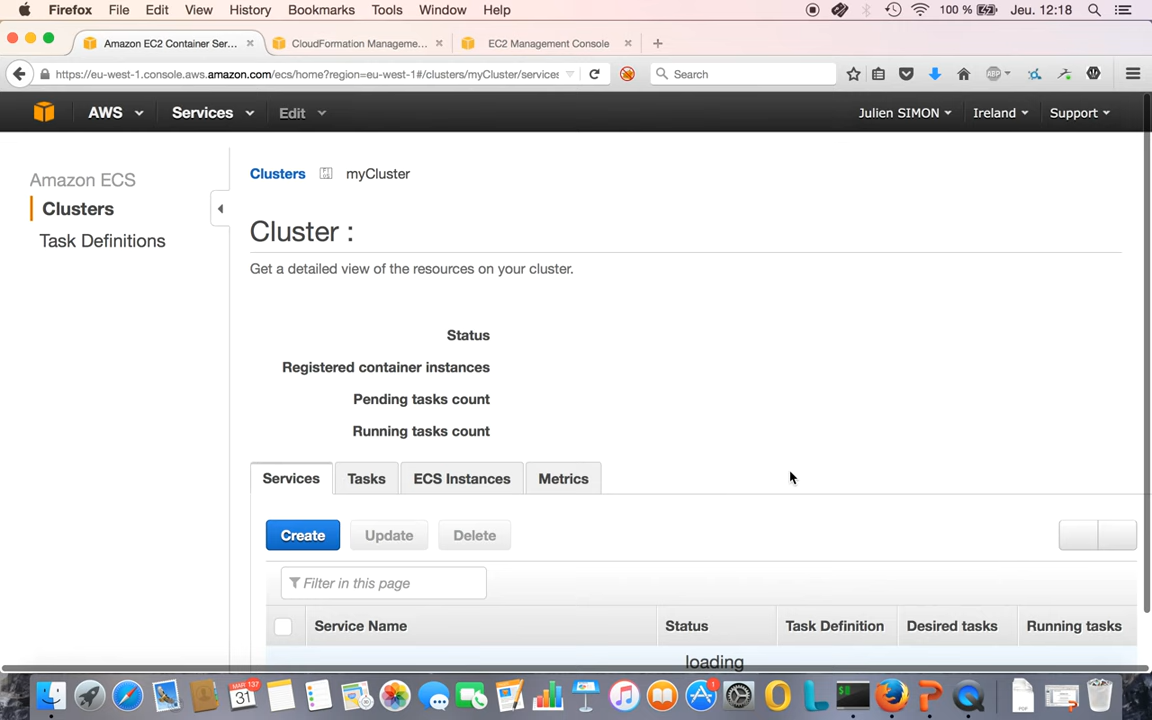 Firefox File Edit View History Bookmarks Tools Window Help 100 % Jeu. 12:18
Amazon EC2 Container Ser... CloudFormation Manageme... EC2 Management Console
https://eu-west-1.console.aws.amazon.com/ecs/home?region=eu-west-1#/clusters/myCluster/services Search ABP
AWS Services Edit Julien SIMON Ireland Support
Clusters myCluster
Amazon ECS
Clusters
Task Definitions
Cluster :
Get a detailed view of the resources on your cluster.
Status
Registered container instances
Pending tasks count
Running tasks count
Services Tasks ECS Instances Metrics
Create Update Delete
Filter in this page
Service Name Status Task Definition Desired tasks Running tasks
loading
31
1